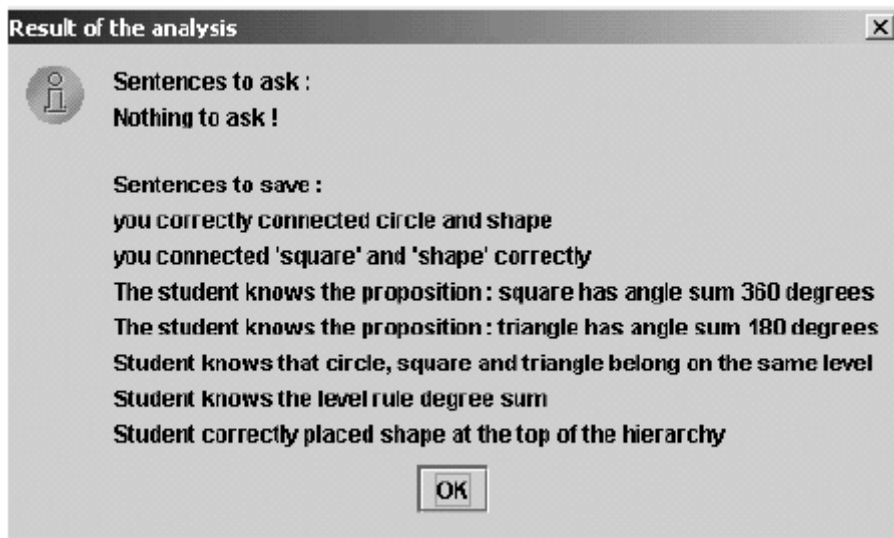 Result of the analysis
Sentences to ask :
Nothing to ask !
Sentences to save :
you correctly connected circle and shape
you connected 'square' and 'shape' correctly
The student knows the proposition : square has angle sum 360 degrees
The student knows the proposition : triangle has angle sum 180 degrees
Student knows that circle, square and triangle belong on the same level
Student knows the level rule degree sum
Student correctly placed shape at the top of the hierarchy
OK